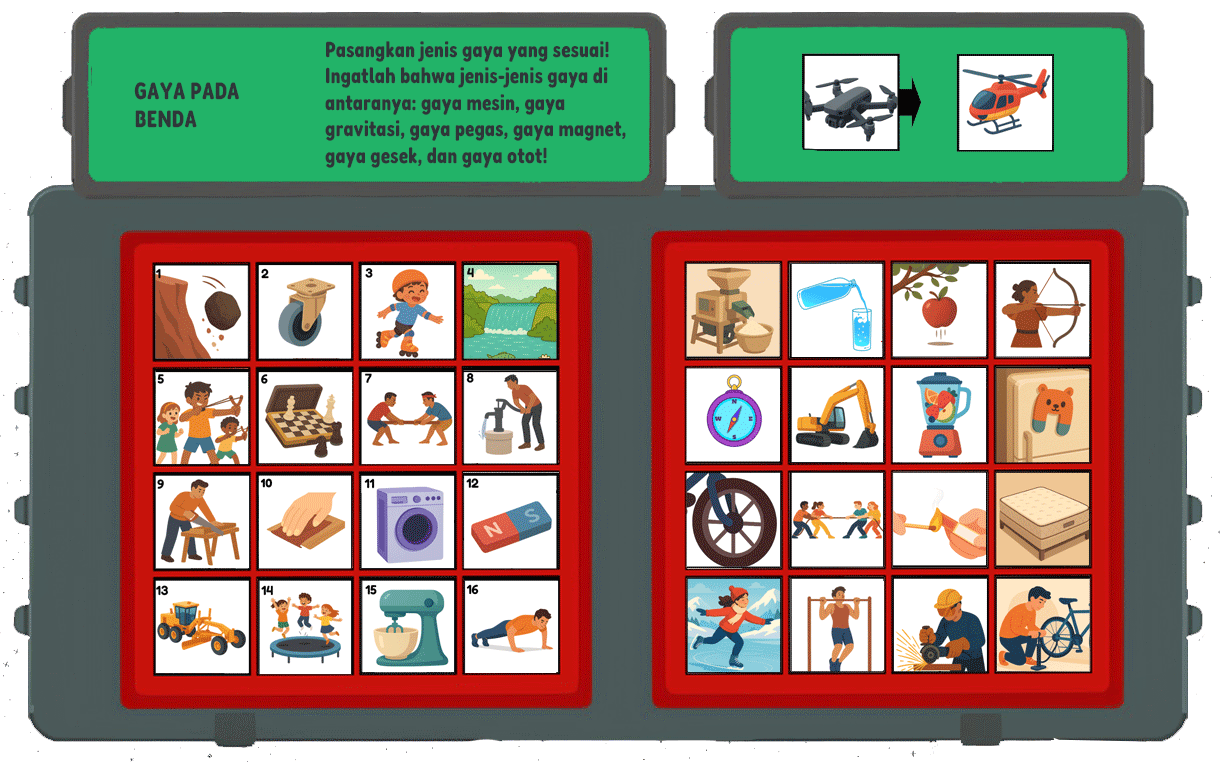 GAYA PADA
BENDA
Pasangkan jenis gaya yang sesuai!
Ingatlah bahwa jenis-jenis gaya di
antaranya: gaya mesin, gaya
gravitasi, gaya pegas, gaya magnet,
gaya gesek, dan gaya otot!
1
2
3
4
5
6
7
8
9
10
11
12
N S
13
14
15
16
N
W E
S